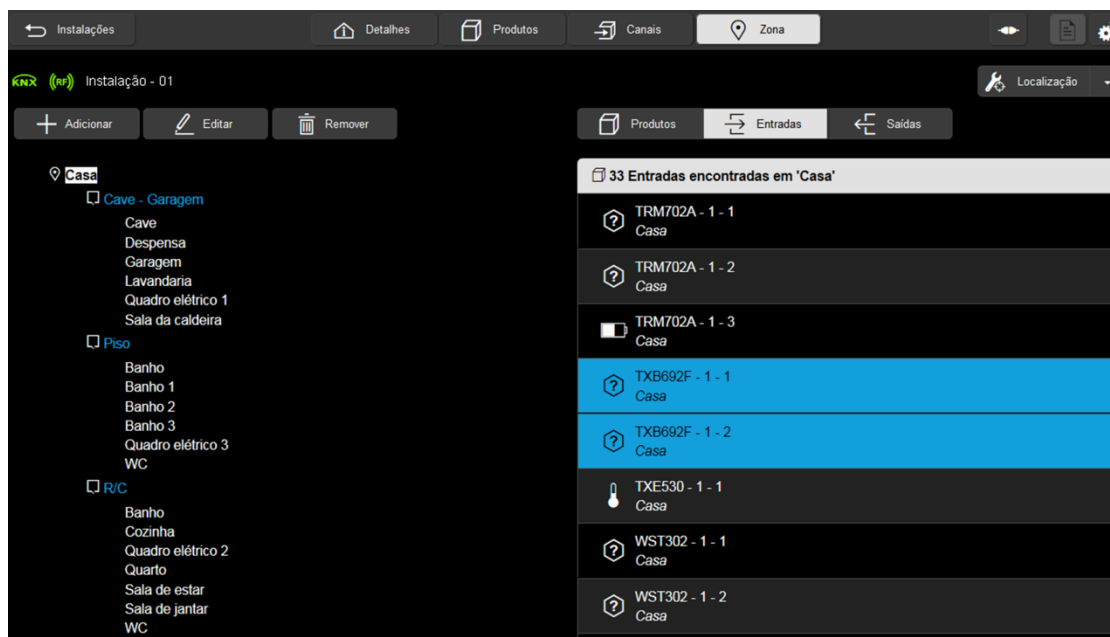 Instalações
Detalhes
Produtos
Canais
Zona
KNX ((RF)) Instalação - 01
Localização
Adicionar
Editar
Remover
Produtos
Entradas
Saídas
Casa
Cave - Garagem
Cave
Despensa
Garagem
Lavandaria
Quadro elétrico 1
Sala da caldeira
Piso
Banho
Banho 1
Banho 2
Banho 3
Quadro elétrico 3
WC
R/C
Banho
Cozinha
Quadro elétrico 2
Quarto
Sala de estar
Sala de jantar
WC
33 Entradas encontradas em 'Casa'
TRM702A - 1 - 1
Casa
TRM702A - 1 - 2
Casa
TRM702A - 1 - 3
Casa
TXB692F - 1 - 1
Casa
TXB692F - 1 - 2
Casa
TXE530 - 1 - 1
Casa
WST302 - 1 - 1
Casa
WST302 - 1 - 2
Casa